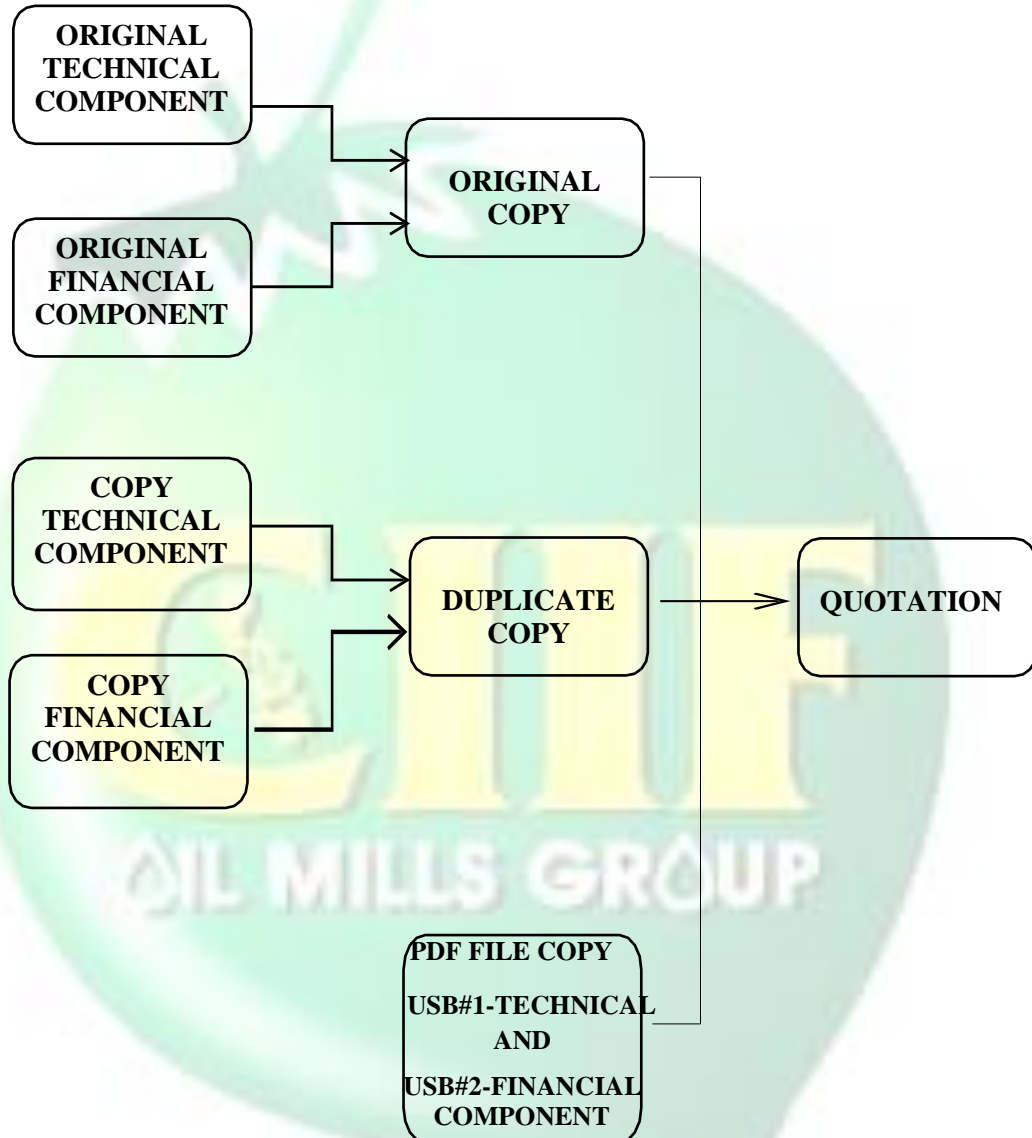 ORIGINAL
TECHNICAL
COMPONENT
ORIGINAL
COPY
ORIGINAL
FINANCIAL
COMPONENT
COPY
TECHNICAL
COMPONENT
DUPLICATE
COPY
QUOTATION
COPY
FINANCIAL
COMPONENT
CIIF
OIL MILLS GROUP
PDF FILE COPY
USB#1-TECHNICAL
AND
USB#2-FINANCIAL
COMPONENT